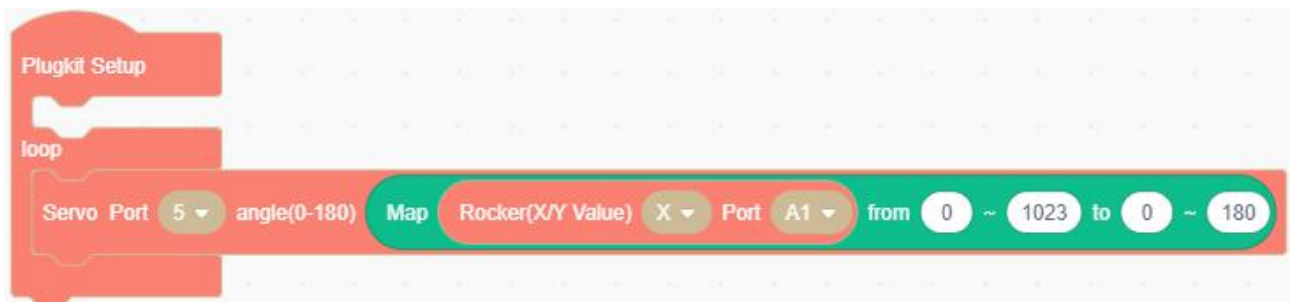 Plugkit Setup
loop
Servo Port 5 angle(0-180) Map Rocker(X/Y Value) X Port A1 from 0 ~ 1023 to 0 ~ 180